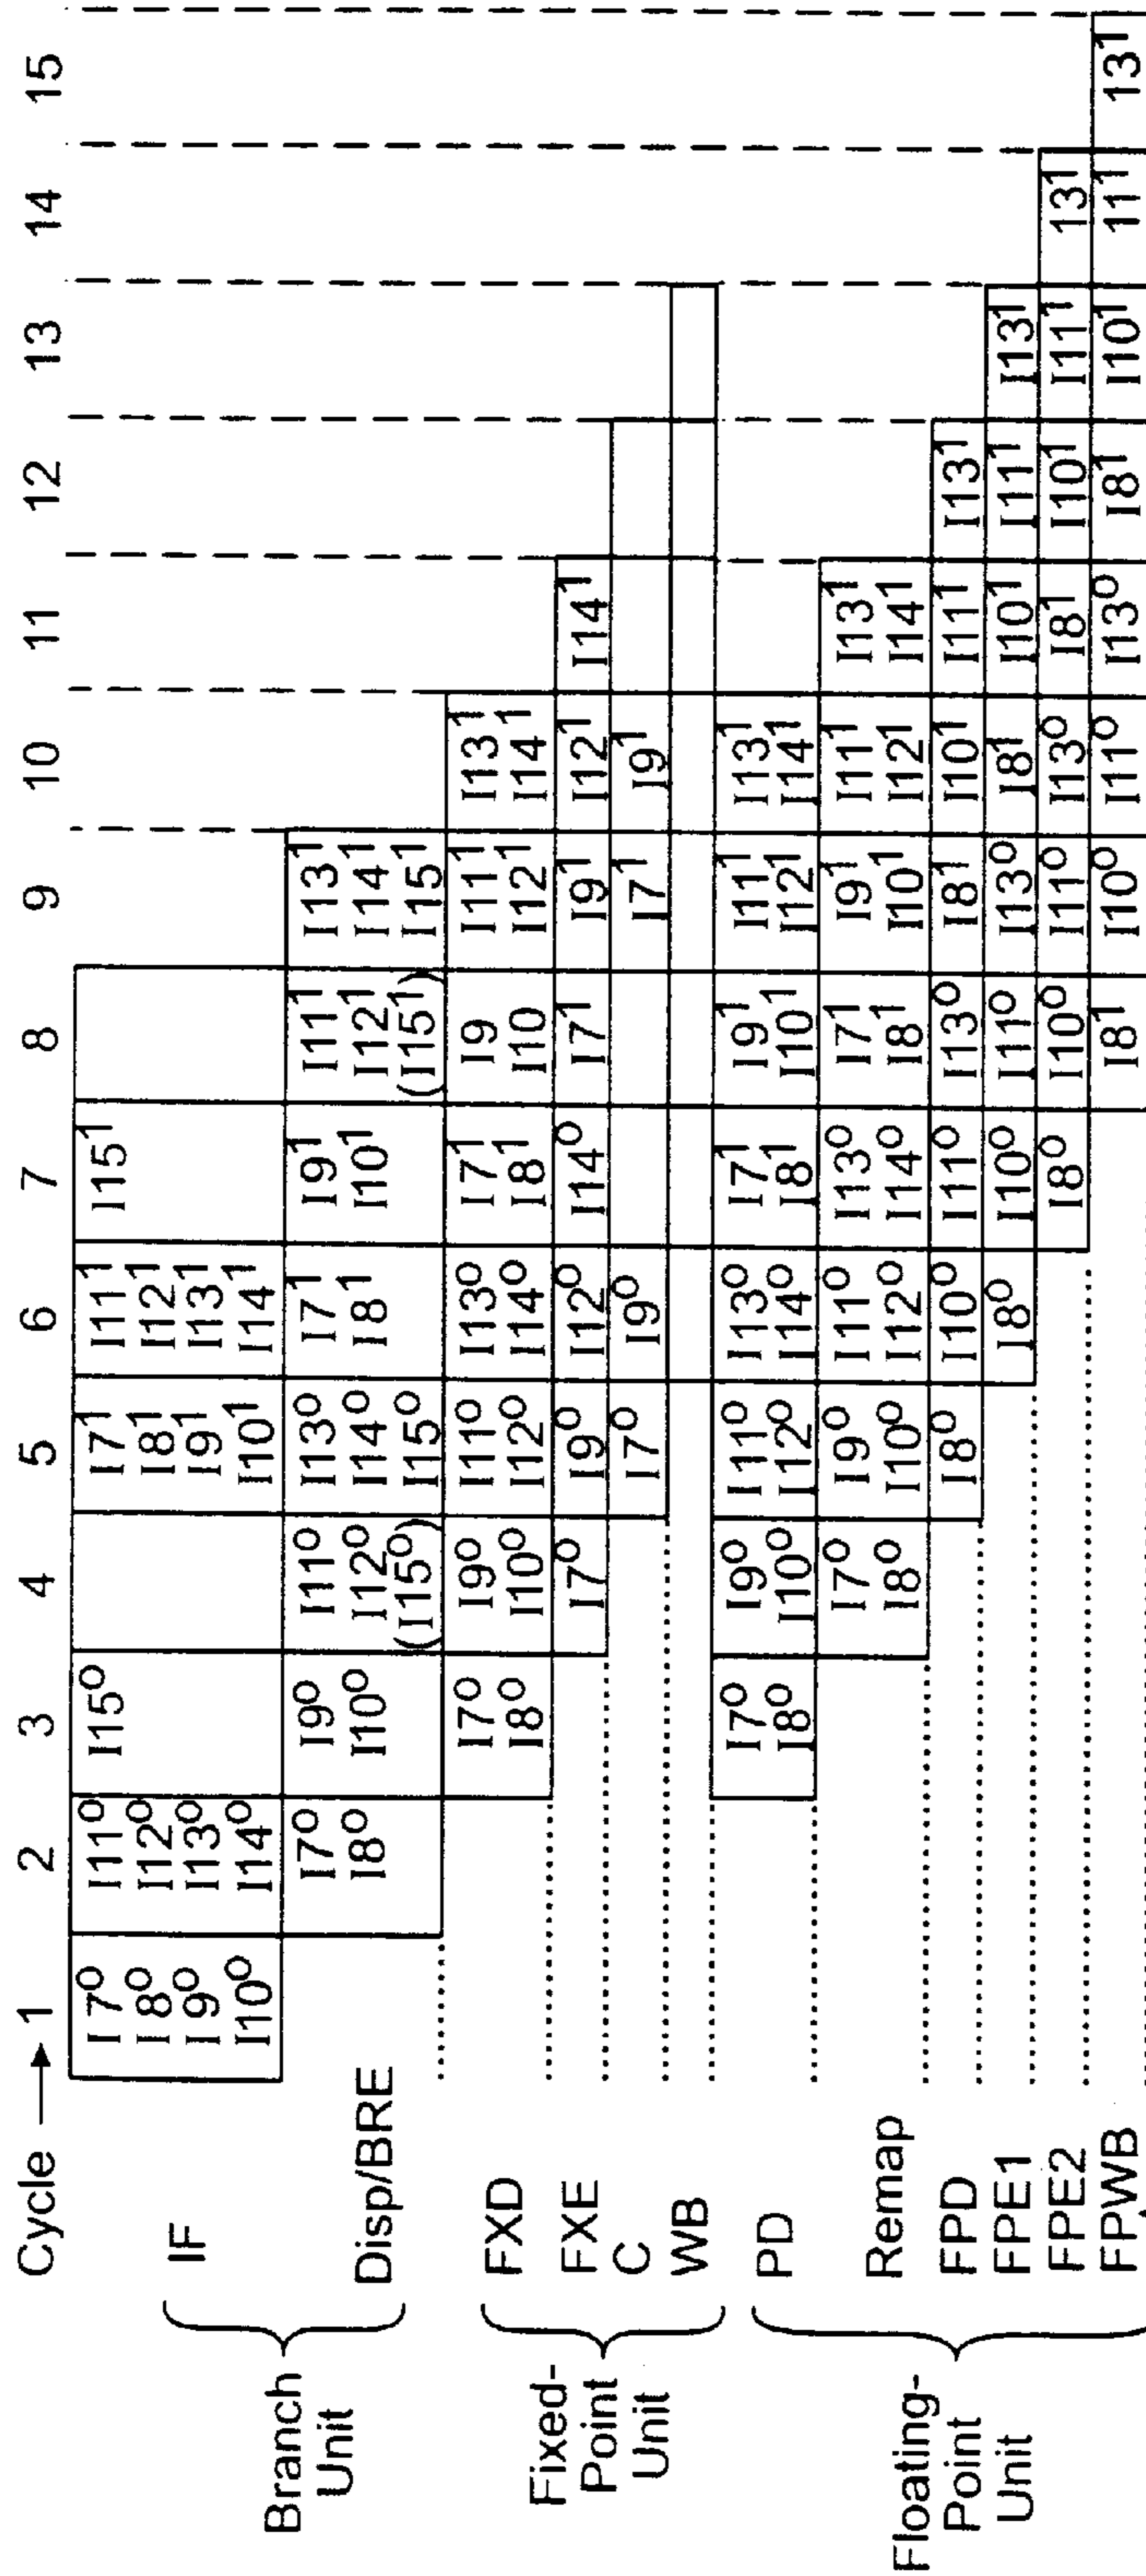 Cycle → 1 2 3 4 5 6 7 8 9 10 11 12 13 14 15
Branch Unit
IF
I7⁰ I8⁰ I9⁰ I10⁰
I11⁰ I12⁰ I13⁰ I14⁰
I15⁰
I7¹ I8¹ I9¹ I10¹
I11¹ I12¹ I13¹ I14¹
I15¹
Disp/BRE
I7⁰ I8⁰
I9⁰ I10⁰
I11⁰ I12⁰ (I15⁰)
I13⁰ I14⁰ I15⁰
I7¹ I8¹
I9¹ I10¹
I11¹ I12¹ (I15¹)
I13¹ I14¹ I15¹
Fixed-Point Unit
FXD
I7⁰ I8⁰
I9⁰ I10⁰
I11⁰ I12⁰
I13⁰ I14⁰
I7¹ I8¹
I9 I10
I11¹ I12¹
I13¹ I14¹
FXE
I7⁰ I9⁰ I12⁰ I14⁰ I7¹ I9¹ I12¹ I14¹
C
I7⁰ I9⁰ I7¹ I9¹
WB
Floating-Point Unit
PD
I7⁰ I8⁰
I9⁰ I10⁰
I11⁰ I12⁰
I13⁰ I14⁰
I7¹ I8¹
I9¹ I10¹
I11¹ I12¹
I13¹ I14¹
Remap
I7⁰ I8⁰
I9⁰ I10⁰
I11⁰ I12⁰
I13⁰ I14⁰
I7¹ I8¹
I9¹ I10¹
I11¹ I12¹
I13¹ I14¹
FPD
I8⁰ I10⁰ I11⁰ I13⁰ I8¹ I10¹ I11¹ I13¹
FPE1
I8⁰ I10⁰ I11⁰ I13⁰ I8¹ I10¹ I11¹ I13¹
FPE2
I8⁰ I10⁰ I11⁰ I13⁰ I8¹ I10¹ I11¹ 13¹
FPWB
I8¹ I10⁰ I11⁰ I13⁰ I8¹ I10¹ 11¹ 13¹